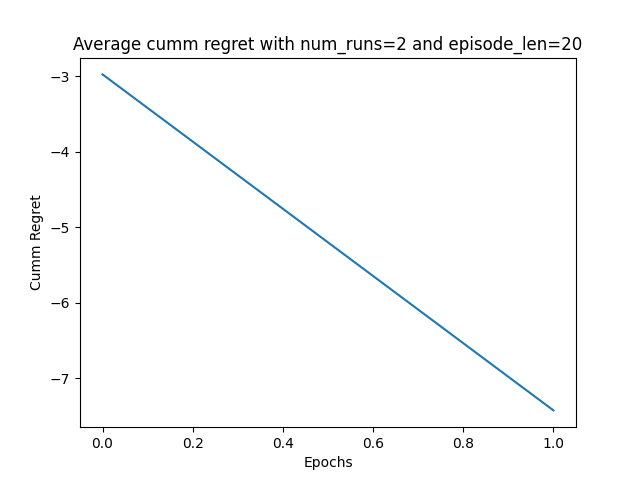 Average cumm regret with num_runs=2 and episode_len=20
−3
−4
−5
−6
−7
Cumm Regret
0.0 0.2 0.4 0.6 0.8 1.0
Epochs